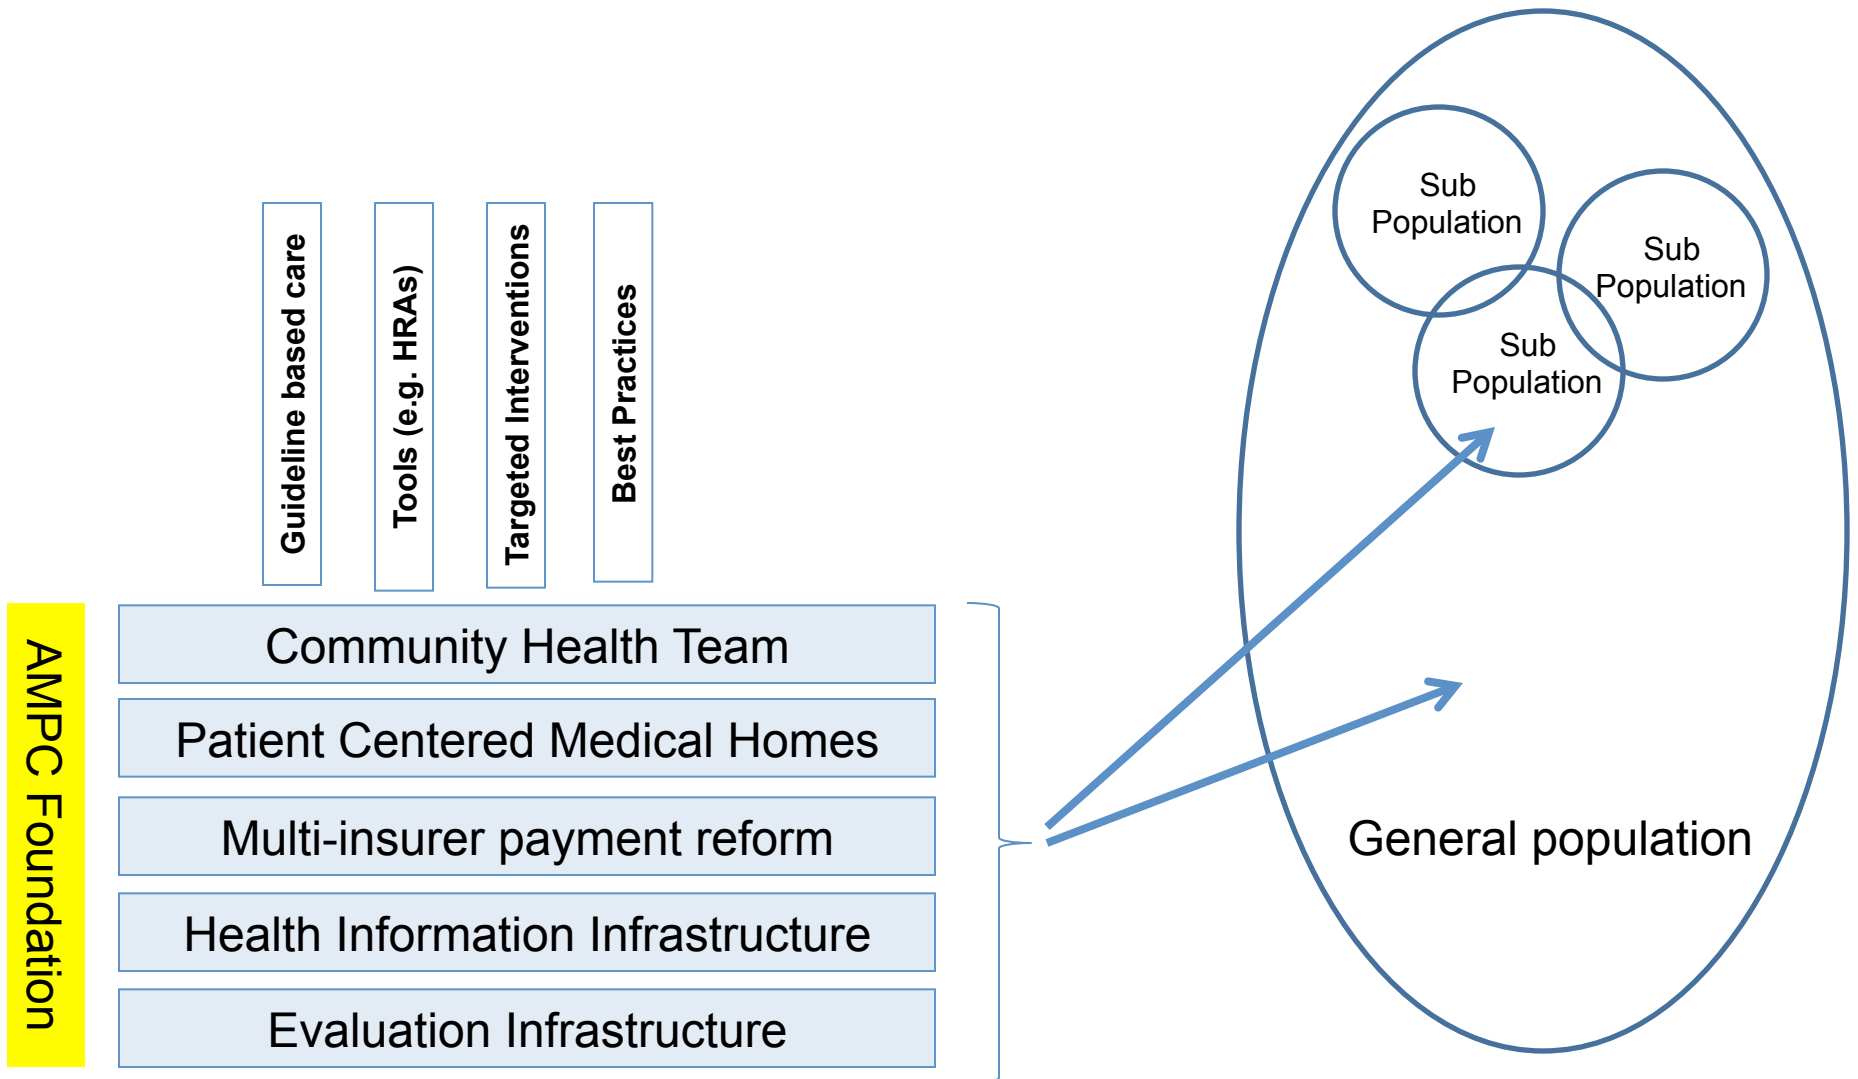 Guideline based care
Tools (e.g. HRAs)
Targeted Interventions
Best Practices
AMPC Foundation
Community Health Team
Patient Centered Medical Homes
Multi-insurer payment reform
Health Information Infrastructure
Evaluation Infrastructure
Sub
Population
Sub
Population
Sub
Population
General population